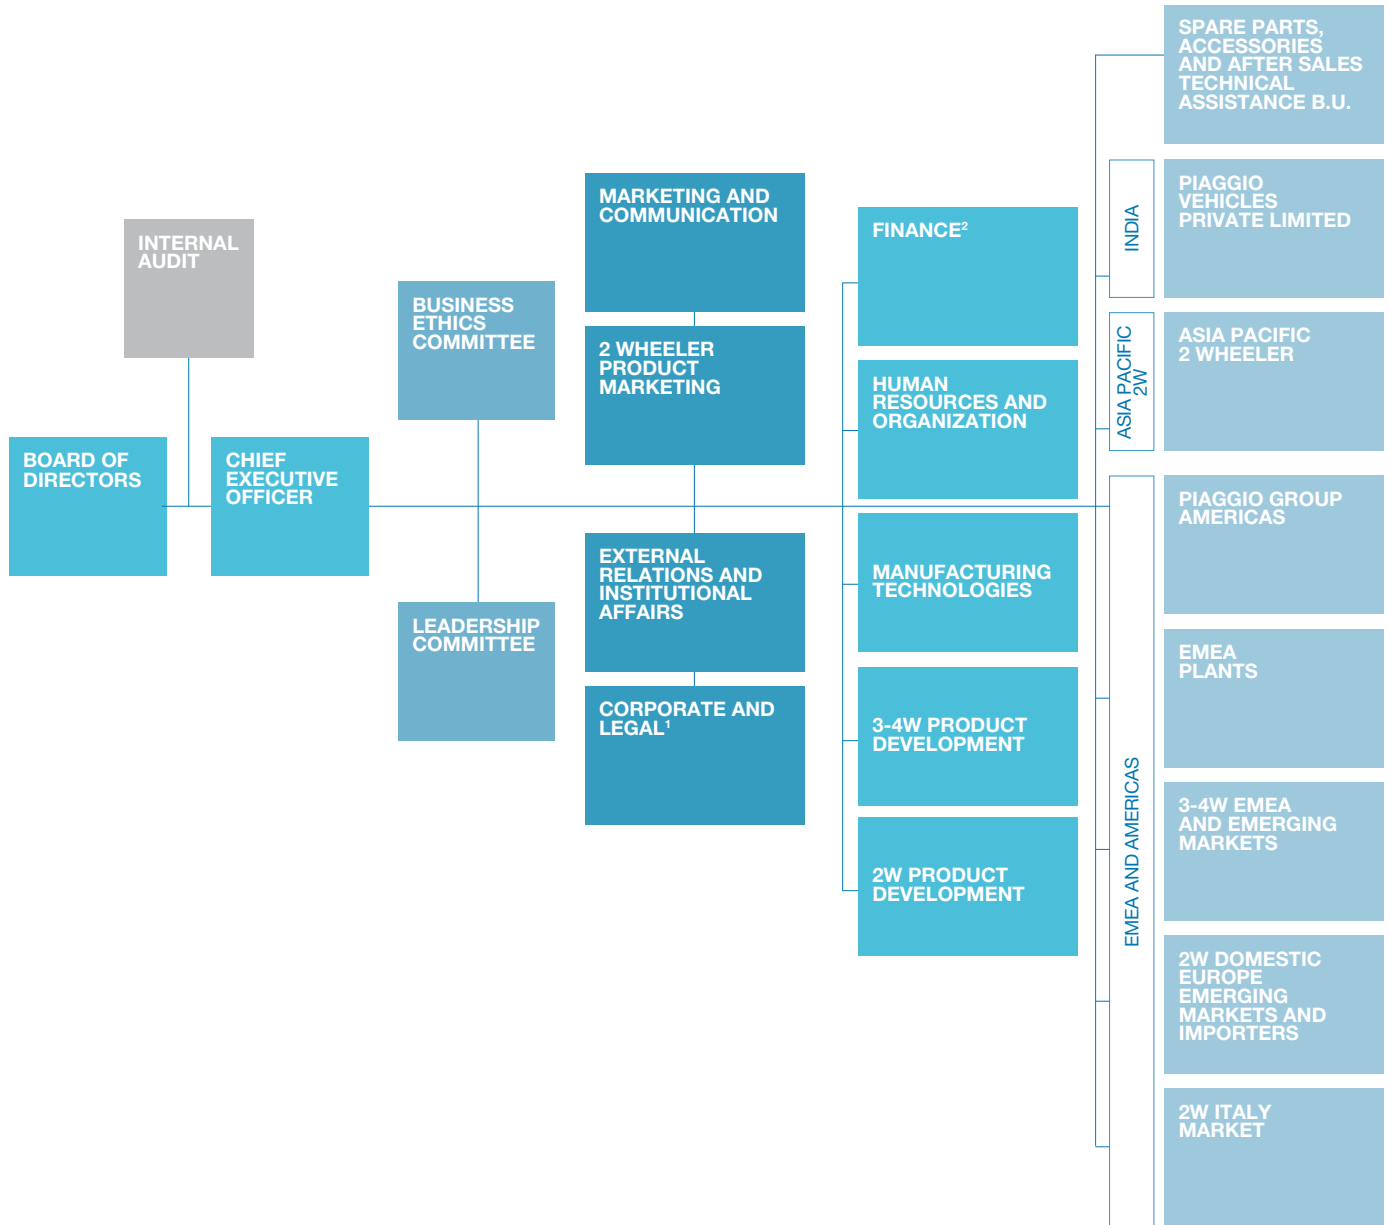 INTERNAL
AUDIT
BOARD OF
DIRECTORS
CHIEF
EXECUTIVE
OFFICER
BUSINESS
ETHICS
COMMITTEE
LEADERSHIP
COMMITTEE
MARKETING AND
COMMUNICATION
2 WHEELER
PRODUCT
MARKETING
EXTERNAL
RELATIONS AND
INSTITUTIONAL
AFFAIRS
CORPORATE AND
LEGAL¹
FINANCE²
HUMAN
RESOURCES AND
ORGANIZATION
MANUFACTURING
TECHNOLOGIES
3-4W PRODUCT
DEVELOPMENT
2W PRODUCT
DEVELOPMENT
SPARE PARTS,
ACCESSORIES
AND AFTER SALES
TECHNICAL
ASSISTANCE B.U.
INDIA
PIAGGIO
VEHICLES
PRIVATE LIMITED
ASIA PACIFIC
2W
ASIA PACIFIC
2 WHEELER
EMEA AND AMERICAS
PIAGGIO GROUP
AMERICAS
EMEA
PLANTS
3-4W EMEA
AND EMERGING
MARKETS
2W DOMESTIC
EUROPE
EMERGING
MARKETS AND
IMPORTERS
2W ITALY
MARKET